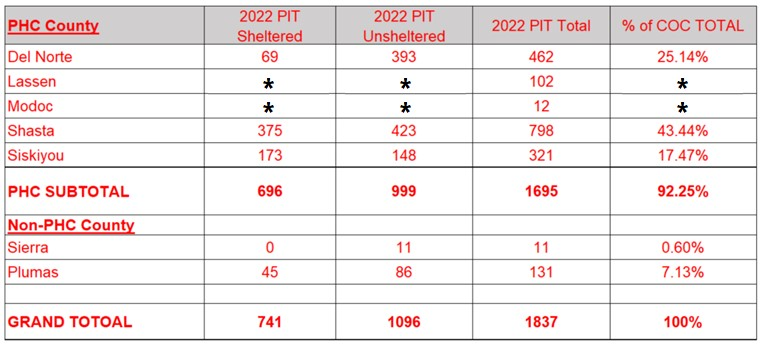 PHC County 2022 PIT Sheltered 2022 PIT Unsheltered 2022 PIT Total % of COC TOTAL
Del Norte 69 393 462 25.14%
Lassen * * 102 *
Modoc * * 12 *
Shasta 375 423 798 43.44%
Siskiyou 173 148 321 17.47%
PHC SUBTOTAL 696 999 1695 92.25%
Non-PHC County
Sierra 0 11 11 0.60%
Plumas 45 86 131 7.13%
GRAND TOTOAL 741 1096 1837 100%